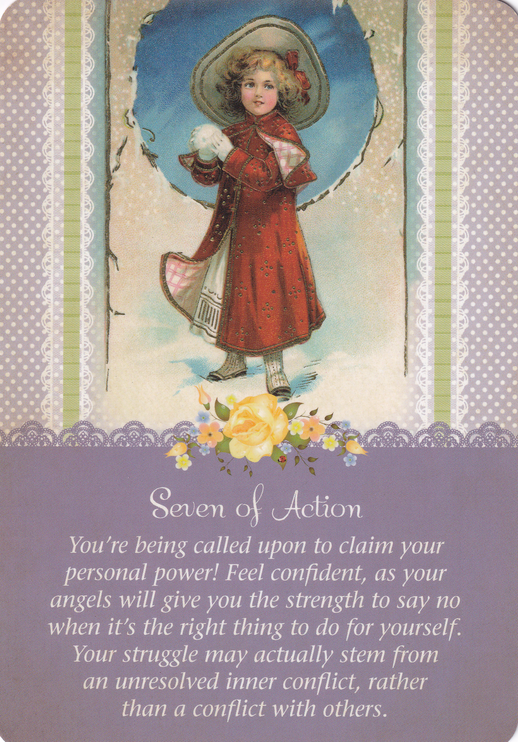 Seven of Action
You're being called upon to claim your
personal power! Feel confident, as your
angels will give you the strength to say no
when it's the right thing to do for yourself.
Your struggle may actually stem from
an unresolved inner conflict, rather
than a conflict with others.